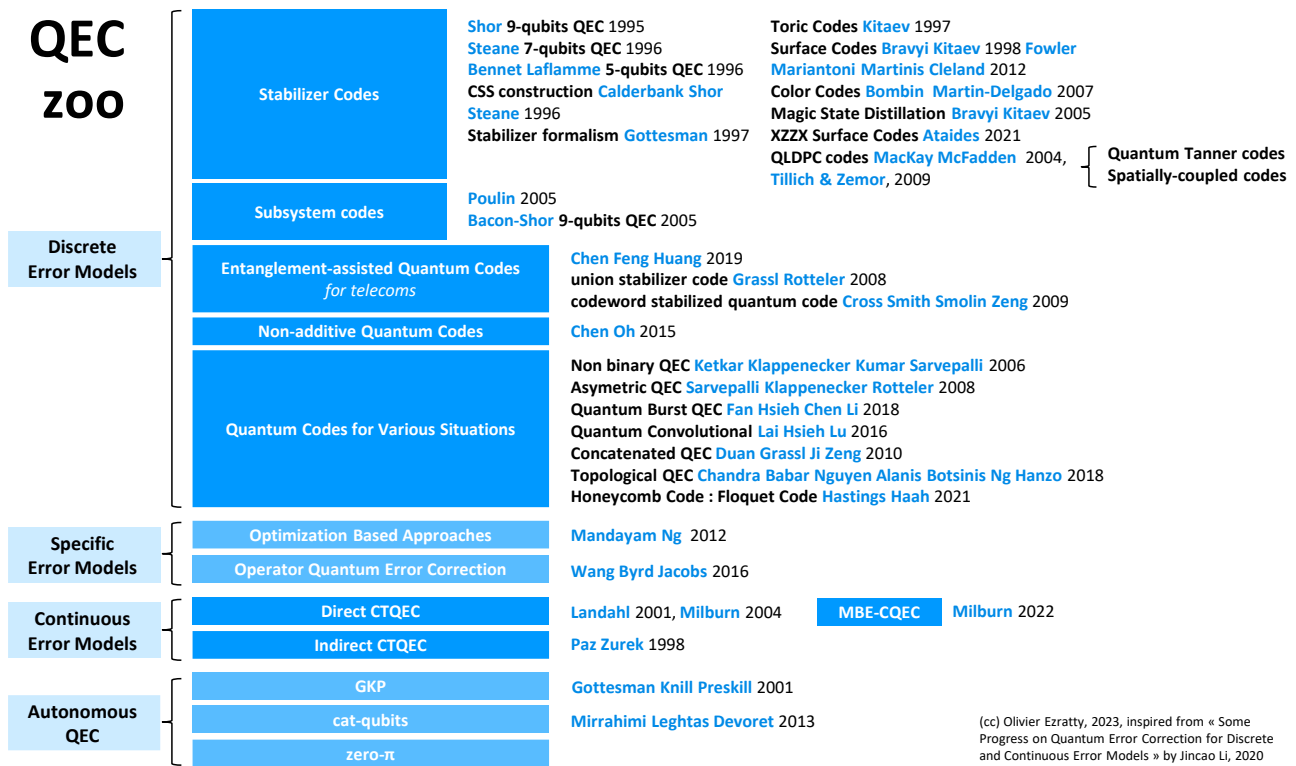 QEC
zoo
Discrete
Error Models
Stabilizer Codes
Shor 9-qubits QEC 1995
Steane 7-qubits QEC 1996
Bennet Laflamme 5-qubits QEC 1996
CSS construction Calderbank Shor
Steane 1996
Stabilizer formalism Gottesman 1997
Toric Codes Kitaev 1997
Surface Codes Bravyi Kitaev 1998 Fowler
Mariantoni Martinis Cleland 2012
Color Codes Bombin Martin-Delgado 2007
Magic State Distillation Bravyi Kitaev 2005
XZZX Surface Codes Ataides 2021
QLDPC codes MacKay McFadden 2004,
Tillich & Zemor, 2009
Quantum Tanner codes
Spatially-coupled codes
Subsystem codes
Poulin 2005
Bacon-Shor 9-qubits QEC 2005
Entanglement-assisted Quantum Codes
for telecoms
Chen Feng Huang 2019
union stabilizer code Grassl Rotteler 2008
codeword stabilized quantum code Cross Smith Smolin Zeng 2009
Non-additive Quantum Codes
Chen Oh 2015
Quantum Codes for Various Situations
Non binary QEC Ketkar Klappenecker Kumar Sarvepalli 2006
Asymetric QEC Sarvepalli Klappenecker Rotteler 2008
Quantum Burst QEC Fan Hsieh Chen Li 2018
Quantum Convolutional Lai Hsieh Lu 2016
Concatenated QEC Duan Grassl Ji Zeng 2010
Topological QEC Chandra Babar Nguyen Alanis Botsinis Ng Hanzo 2018
Honeycomb Code : Floquet Code Hastings Haah 2021
Specific
Error Models
Optimization Based Approaches
Mandayam Ng 2012
Operator Quantum Error Correction
Wang Byrd Jacobs 2016
Continuous
Error Models
Direct CTQEC
Landahl 2001, Milburn 2004
MBE-CQEC
Milburn 2022
Indirect CTQEC
Paz Zurek 1998
Autonomous
QEC
GKP
Gottesman Knill Preskill 2001
cat-qubits
Mirrahimi Leghtas Devoret 2013
zero-π
(cc) Olivier Ezratty, 2023, inspired from « Some
Progress on Quantum Error Correction for Discrete
and Continuous Error Models » by Jincao Li, 2020